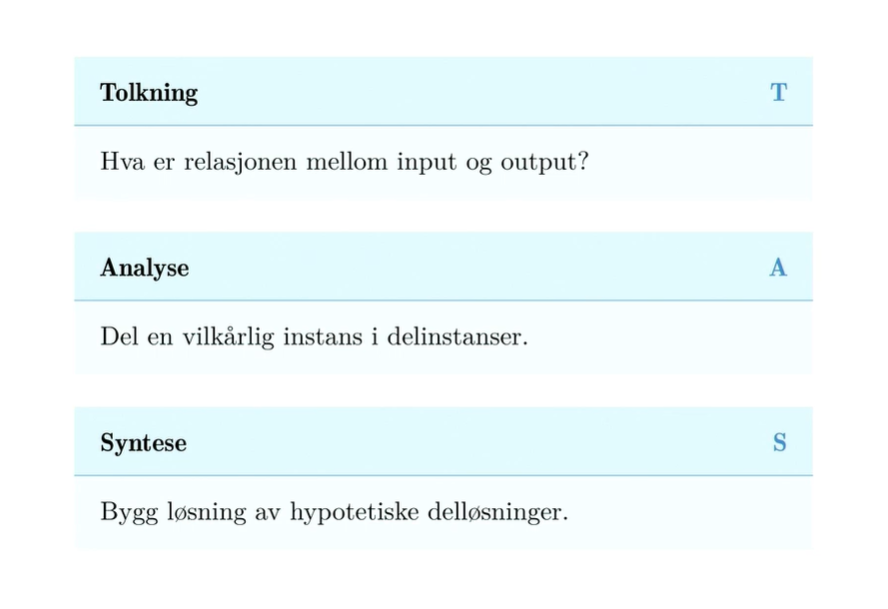 Tolkning T
Hva er relasjonen mellom input og output?
Analyse A
Del en vilkårlig instans i delinstanser.
Syntese S
Bygg løsning av hypotetiske delløsninger.